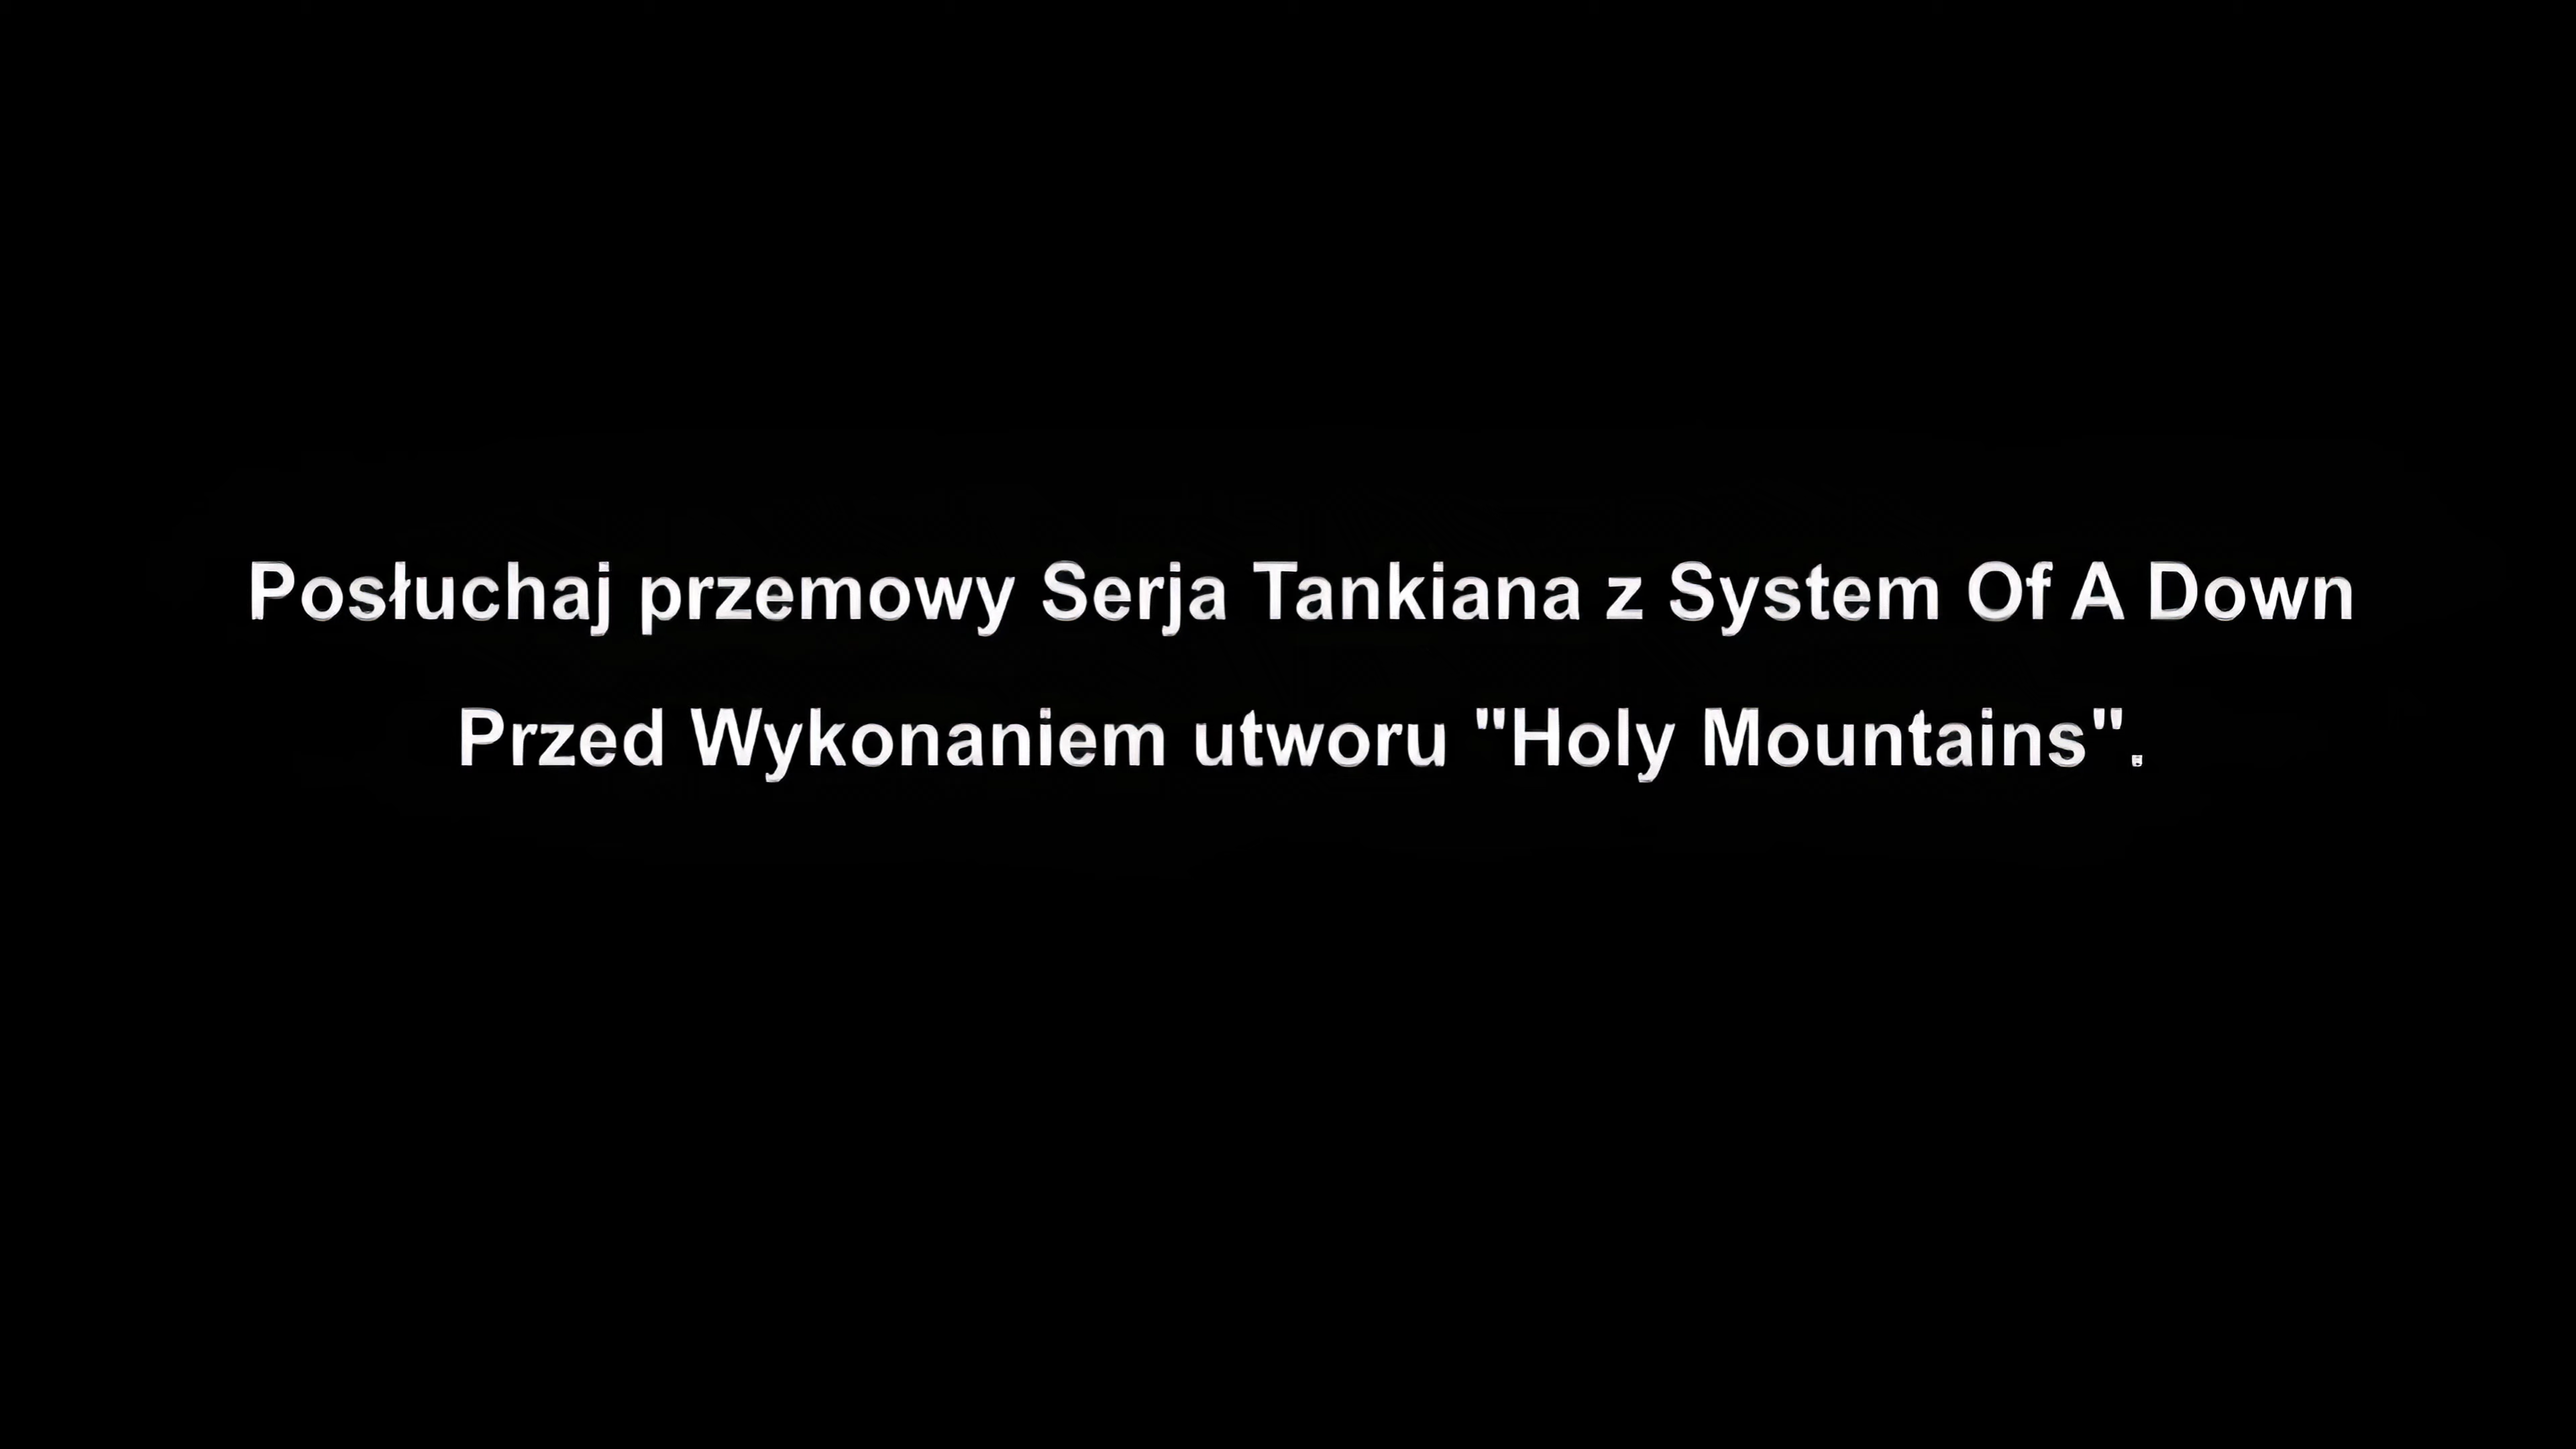 Posłuchaj przemowy Serja Tankiana z System Of A Down
Przed Wykonaniem utworu "Holy Mountains".